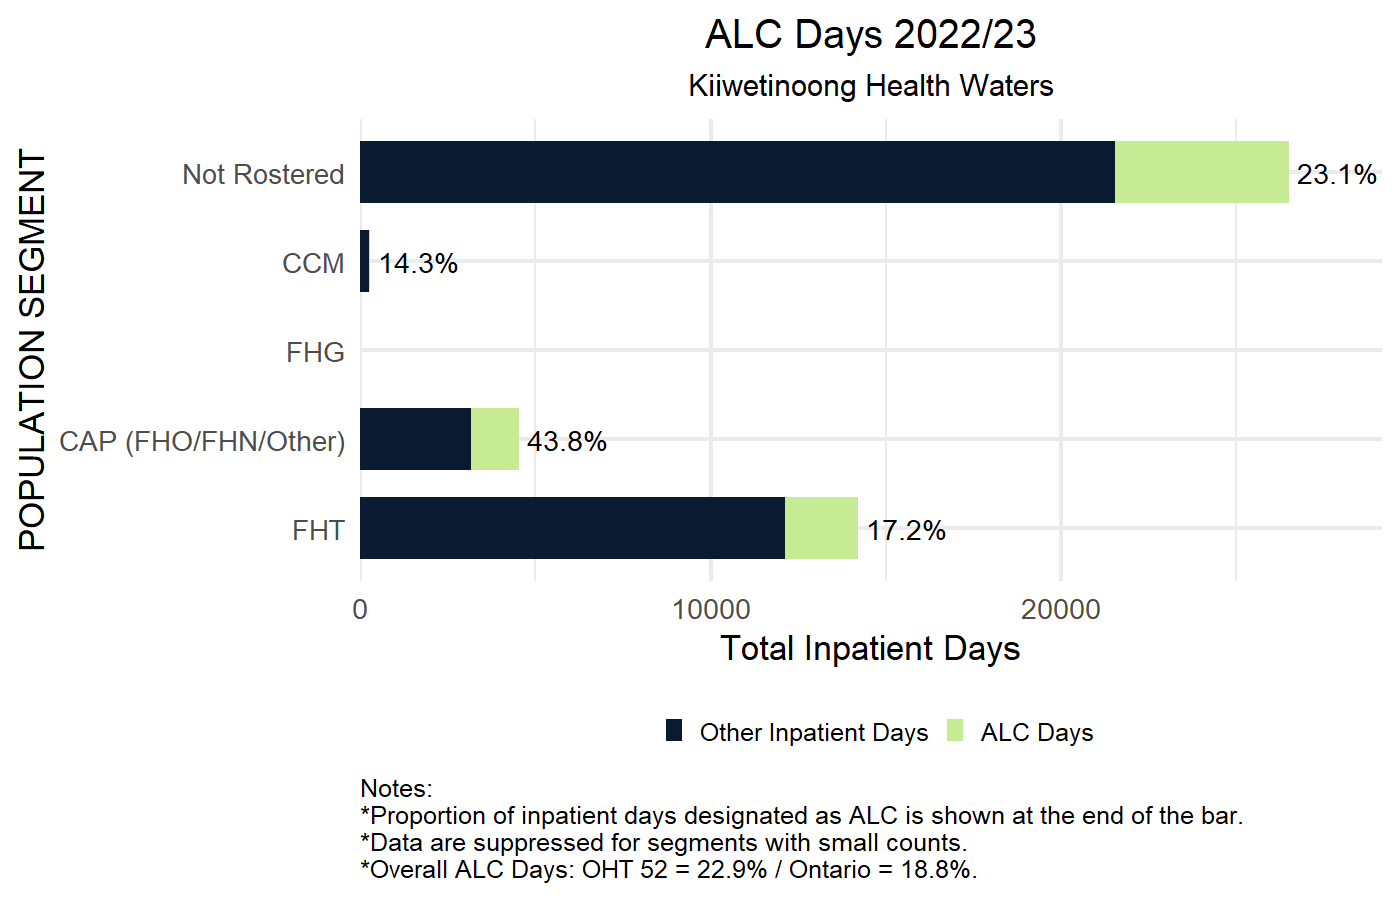 ALC Days 2022/23
Kiiwetinoong Health Waters
POPULATION SEGMENT
Not Rostered 23.1%
CCM 14.3%
FHG
CAP (FHO/FHN/Other) 43.8%
FHT 17.2%
0 10000 20000
Total Inpatient Days
Other Inpatient Days ALC Days
Notes:
*Proportion of inpatient days designated as ALC is shown at the end of the bar.
*Data are suppressed for segments with small counts.
*Overall ALC Days: OHT 52 = 22.9% / Ontario = 18.8%.